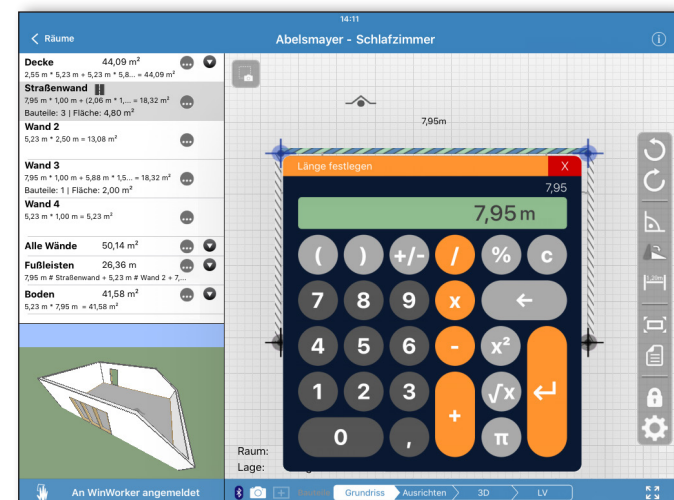 14:11
Räume
Abelsmayer - Schlafzimmer
Decke 44,09 m²
2,55 m * 5,23 m + 5,23 m * 5,8... = 44,09 m²
Straßenwand
7,95 m * 1,00 m + (2,06 m * 1,... = 18,32 m²
Bauteile: 3 | Fläche: 4,80 m²
Wand 2
5,23 m * 2,50 m = 13,08 m²
Wand 3
7,95 m * 1,00 m + 5,88 m * 1,5... = 18,32 m²
Bauteile: 1 | Fläche: 2,00 m²
Wand 4
5,23 m * 1,00 m = 5,23 m²
Alle Wände 50,14 m²
Fußleisten 26,36 m
7,95 m # Straßenwand + 5,23 m # Wand 2 + 7,...
Boden 41,58 m²
5,23 m * 7,95 m = 41,58 m²
An WinWorker angemeldet
7,95m
Länge festlegen X
7,95
7,95 m
( ) +/- / % c
7 8 9 x ←
4 5 6 - x²
1 2 3 + √x
0 , π
1,20m
Raum:
Lage:
Bauteile Grundriss Ausrichten 3D LV